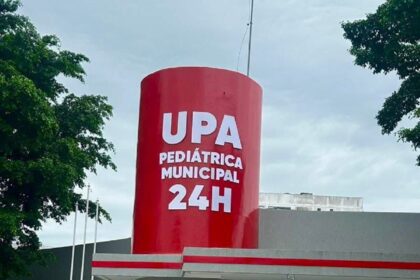 UPA
PEDIÁTRICA
MUNICIPAL
24H